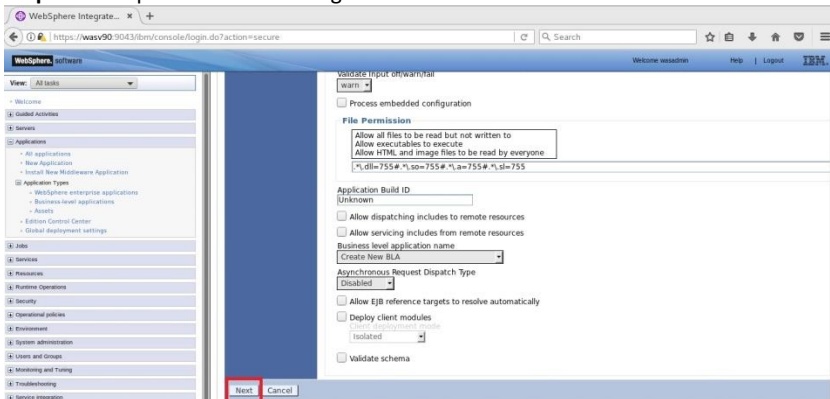 WebSphere Integrate... × +
https://wasv90:9043/ibm/console/login.do?action=secure
Search
WebSphere. software
Welcome wasadmin Help | Logout IBM.
View: All tasks
Welcome
Guided Activities
Servers
Applications
All applications
New Application
Install New Middleware Application
Application Types
WebSphere enterprise applications
Business-level applications
Assets
Edition Control Center
Global deployment settings
Jobs
Services
Resources
Runtime Operations
Security
Operational policies
Environment
System administration
Users and Groups
Monitoring and Tuning
Troubleshooting
Service integration
Validate Input off/warn/fail
warn
Process embedded configuration
File Permission
Allow all files to be read but not written to
Allow executables to execute
Allow HTML and image files to be read by everyone
.*\.dll=755#.*\.so=755#.*\.a=755#.*\.sl=755
Application Build ID
Unknown
Allow dispatching includes to remote resources
Allow servicing includes from remote resources
Business level application name
Create New BLA
Asynchronous Request Dispatch Type
Disabled
Allow EJB reference targets to resolve automatically
Deploy client modules
Client deployment mode
Isolated
Validate schema
Next Cancel